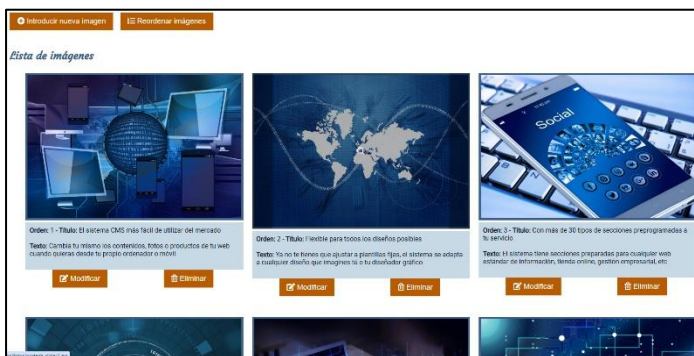 Introducir nueva imagen
Reordenar imágenes
Lista de imágenes
Social
Orden: 1 - Título: El sistema CMS más fácil de utilizar del mercado
Texto: Cambia tu mismo los contenidos, fotos o productos de tu web
cuando quieras desde tu propio ordenador o móvil
Modificar
Eliminar
Orden: 2 - Título: Flexible para todos los diseños posibles
Texto: Ya no te tienes que ajustar a plantillas fijas, el sistema se adapta
a cualquier diseño que imagines tú o tu diseñador gráfico
Modificar
Eliminar
Orden: 3 - Título: Con más de 30 tipos de secciones preprogramadas a
tu servicio
Texto: El sistema tiene secciones preparadas para cualquier web
estándar de información, tienda online, gestión empresarial, etc
Modificar
Eliminar